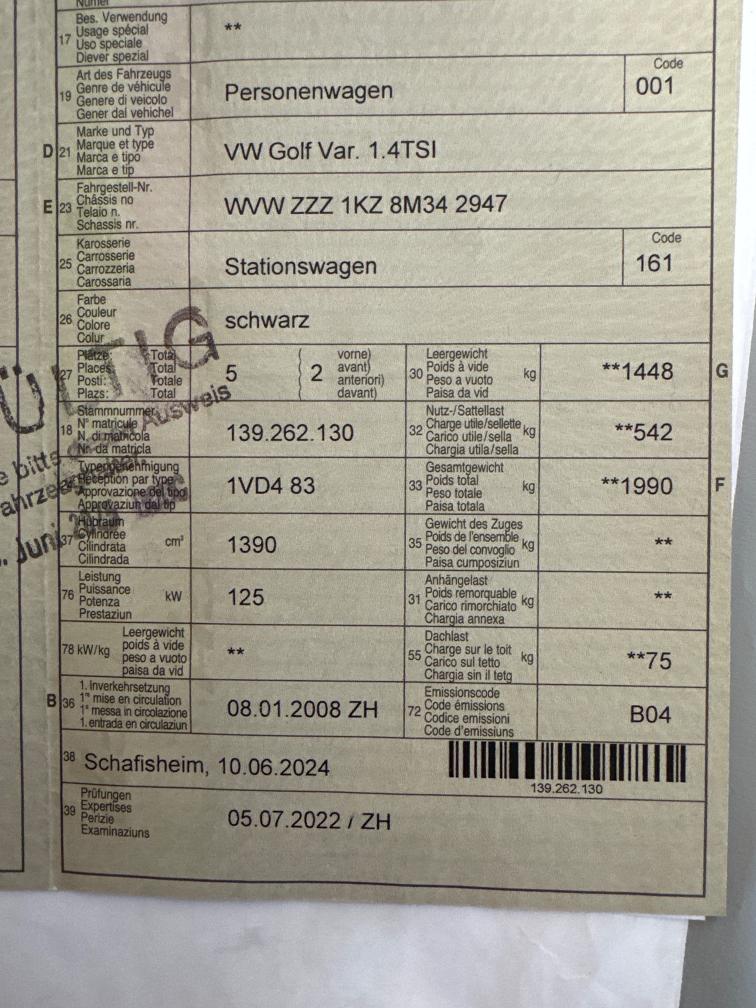 17
Bes. Verwendung
Usage spécial
Uso speciale
Diever spezial
**
19
Art des Fahrzeugs
Genre de véhicule
Genere di veicolo
Gener dal vehichel
Personenwagen
Code
001
D 21
Marke und Typ
Marque et type
Marca e tipo
Marca e tip
VW Golf Var. 1.4TSI
E 23
Fahrgestell-Nr.
Châssis no
Telaio n.
Schassis nr.
WVW ZZZ 1KZ 8M34 2947
25
Karosserie
Carrosserie
Carrozzeria
Carossaria
Stationswagen
Code
161
26
Farbe
Couleur
Colore
Colur
schwarz
27
Plätze: Total
Places: Total
Posti: Totale
Plazs: Total
5
2
vorne)
avant)
anteriori)
davant)
30
Leergewicht
Poids à vide
Peso a vuoto
Paisa da vid
kg
**1448
G
18
Stammnummer
N° matricule
N. di matricola
Nr. da matricla
139.262.130
32
Nutz-/Sattellast
Charge utile/sellette
Carico utile/sella
Chargia utila/sella
kg
**542
Typengenehmigung
Réception par type
Approvazione del tipo
Approvaziun dal tip
1VD4 83
33
Gesamtgewicht
Poids total
Peso totale
Paisa totala
kg
**1990
F
37
Hubraum
Cylindrée
Cilindrata
Cilindrada
cm³
1390
35
Gewicht des Zuges
Poids de l'ensemble
Peso del convoglio
Paisa cumposiziun
kg
**
76
Leistung
Puissance
Potenza
Prestaziun
kW
125
31
Anhängelast
Poids remorquable
Carico rimorchiato
Chargia annexa
kg
**
78 kW/kg
Leergewicht
poids à vide
peso a vuoto
paisa da vid
**
55
Dachlast
Charge sur le toit
Carico sul tetto
Chargia sin il tetg
kg
**75
B 36
1. Inverkehrsetzung
1re mise en circulation
1a messa in circolazione
1. entrada en circulaziun
08.01.2008 ZH
72
Emissionscode
Code émissions
Codice emissioni
Code d'emissiuns
B04
38
Schafisheim, 10.06.2024
139.262.130
39
Prüfungen
Expertises
Perizie
Examinaziuns
05.07.2022 / ZH
ÜLTIG
e bitte diesen Ausweis
. Juni